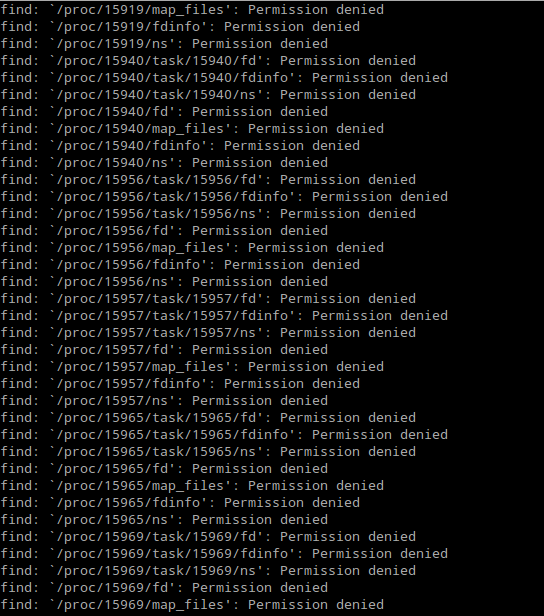 find: `/proc/15919/map_files': Permission denied
find: `/proc/15919/fdinfo': Permission denied
find: `/proc/15919/ns': Permission denied
find: `/proc/15940/task/15940/fd': Permission denied
find: `/proc/15940/task/15940/fdinfo': Permission denied
find: `/proc/15940/task/15940/ns': Permission denied
find: `/proc/15940/fd': Permission denied
find: `/proc/15940/map_files': Permission denied
find: `/proc/15940/fdinfo': Permission denied
find: `/proc/15940/ns': Permission denied
find: `/proc/15956/task/15956/fd': Permission denied
find: `/proc/15956/task/15956/fdinfo': Permission denied
find: `/proc/15956/task/15956/ns': Permission denied
find: `/proc/15956/fd': Permission denied
find: `/proc/15956/map_files': Permission denied
find: `/proc/15956/fdinfo': Permission denied
find: `/proc/15956/ns': Permission denied
find: `/proc/15957/task/15957/fd': Permission denied
find: `/proc/15957/task/15957/fdinfo': Permission denied
find: `/proc/15957/task/15957/ns': Permission denied
find: `/proc/15957/fd': Permission denied
find: `/proc/15957/map_files': Permission denied
find: `/proc/15957/fdinfo': Permission denied
find: `/proc/15957/ns': Permission denied
find: `/proc/15965/task/15965/fd': Permission denied
find: `/proc/15965/task/15965/fdinfo': Permission denied
find: `/proc/15965/task/15965/ns': Permission denied
find: `/proc/15965/fd': Permission denied
find: `/proc/15965/map_files': Permission denied
find: `/proc/15965/fdinfo': Permission denied
find: `/proc/15965/ns': Permission denied
find: `/proc/15969/task/15969/fd': Permission denied
find: `/proc/15969/task/15969/fdinfo': Permission denied
find: `/proc/15969/task/15969/ns': Permission denied
find: `/proc/15969/fd': Permission denied
find: `/proc/15969/map_files': Permission denied